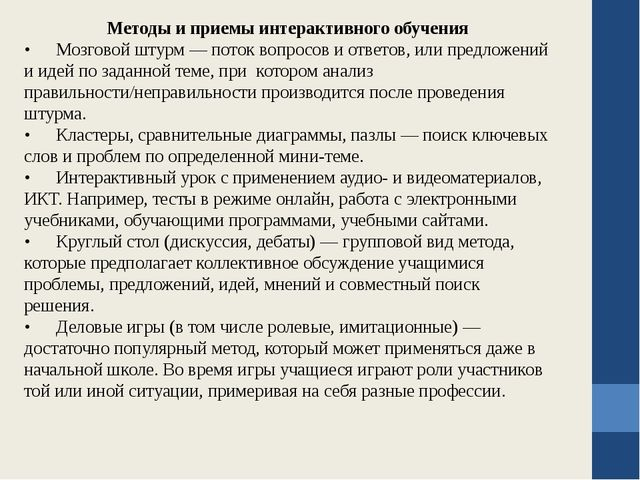 Методы и приемы интерактивного обучения
• Мозговой штурм — поток вопросов и ответов, или предложений
и идей по заданной теме, при котором анализ
правильности/неправильности производится после проведения
штурма.
• Кластеры, сравнительные диаграммы, пазлы — поиск ключевых
слов и проблем по определенной мини-теме.
• Интерактивный урок с применением аудио- и видеоматериалов,
ИКТ. Например, тесты в режиме онлайн, работа с электронными
учебниками, обучающими программами, учебными сайтами.
• Круглый стол (дискуссия, дебаты) — групповой вид метода,
которые предполагает коллективное обсуждение учащимися
проблемы, предложений, идей, мнений и совместный поиск
решения.
• Деловые игры (в том числе ролевые, имитационные) —
достаточно популярный метод, который может применяться даже в
начальной школе. Во время игры учащиеся играют роли участников
той или иной ситуации, примеривая на себя разные профессии.